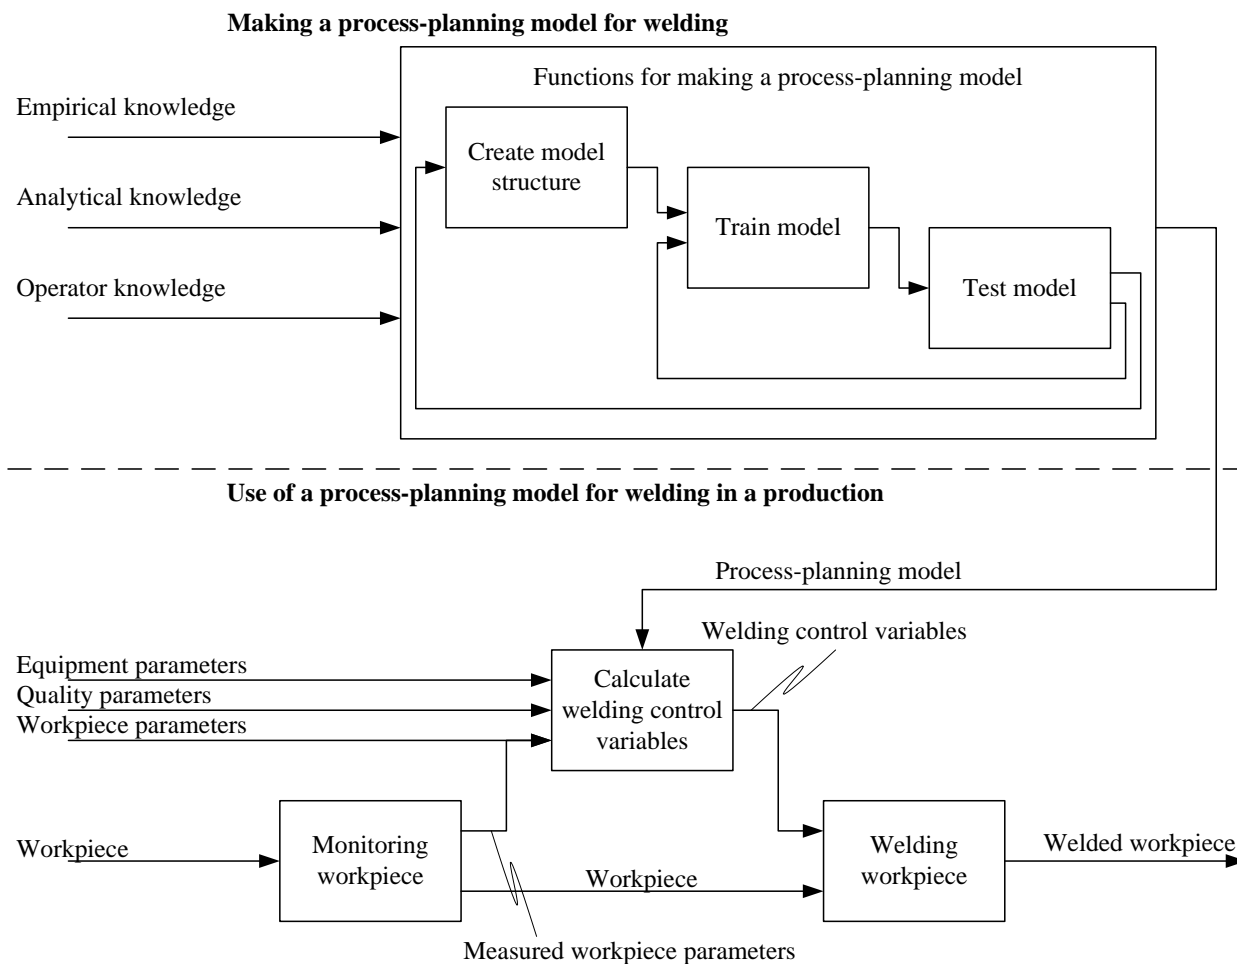 Making a process-planning model for welding
Functions for making a process-planning model
Empirical knowledge
Create model
structure
Analytical knowledge
Train model
Operator knowledge
Test model
Use of a process-planning model for welding in a production
Process-planning model
Welding control variables
Equipment parameters
Quality parameters
Workpiece parameters
Calculate
welding control
variables
Workpiece
Monitoring
workpiece
Workpiece
Welding
workpiece
Welded workpiece
Measured workpiece parameters